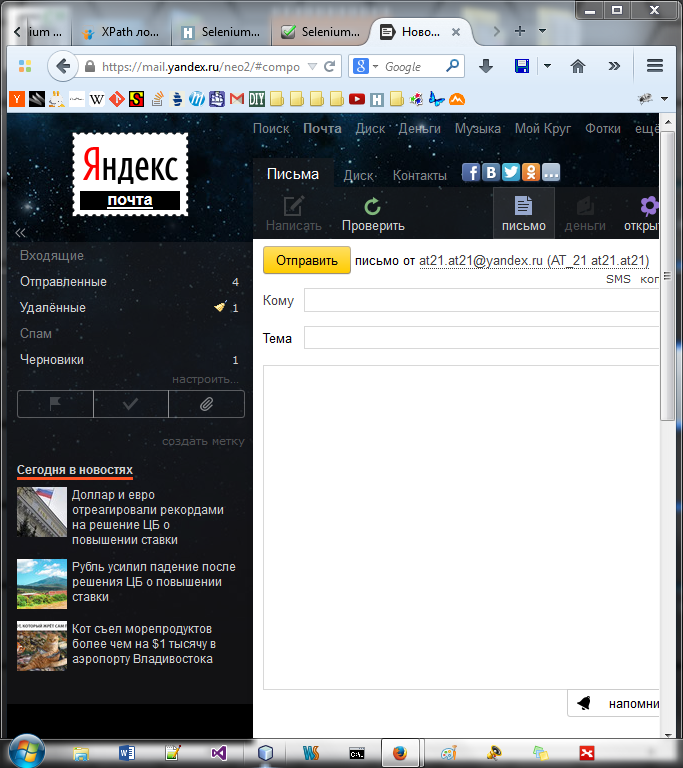 ium ...
XPath ло...
Selenium...
Selenium...
Ново...
https://mail.yandex.ru/neo2/#compo
Google
Поиск Почта Диск Деньги Музыка Мой Круг Фотки ещё
Яндекс
почта
Письма Диск Контакты
Написать Проверить письмо деньги откры
Отправить письмо от at21.at21@yandex.ru (AT_21 at21.at21)
SMS коп
Кому
Тема
Входящие
Отправленные 4
Удалённые 1
Спам
Черновики 1
настроить...
создать метку
Сегодня в новостях
Доллар и евро
отреагировали рекордами
на решение ЦБ о
повышении ставки
Рубль усилил падение после
решения ЦБ о повышении
ставки
Кот съел морепродуктов
более чем на $1 тысячу в
аэропорту Владивостока
напомни